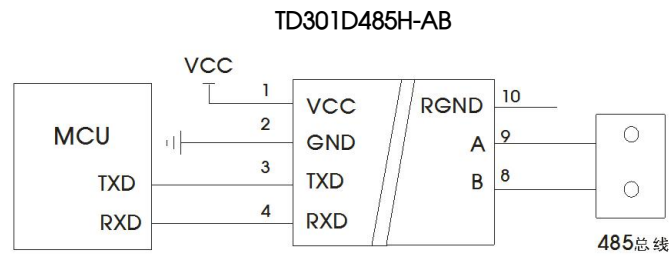 TD301D485H-AB
VCC
1
VCC
RGND
10
2
MCU
GND
A
9
3
TXD
TXD
B
8
4
RXD
RXD
485总线